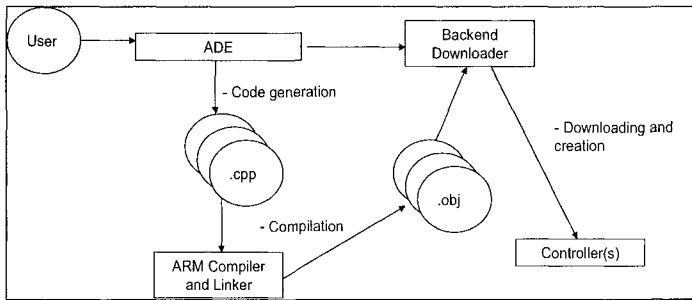 User
ADE
Backend
Downloader
- Code generation
- Downloading and
creation
.cpp
.obj
- Compilation
ARM Compiler
and Linker
Controller(s)